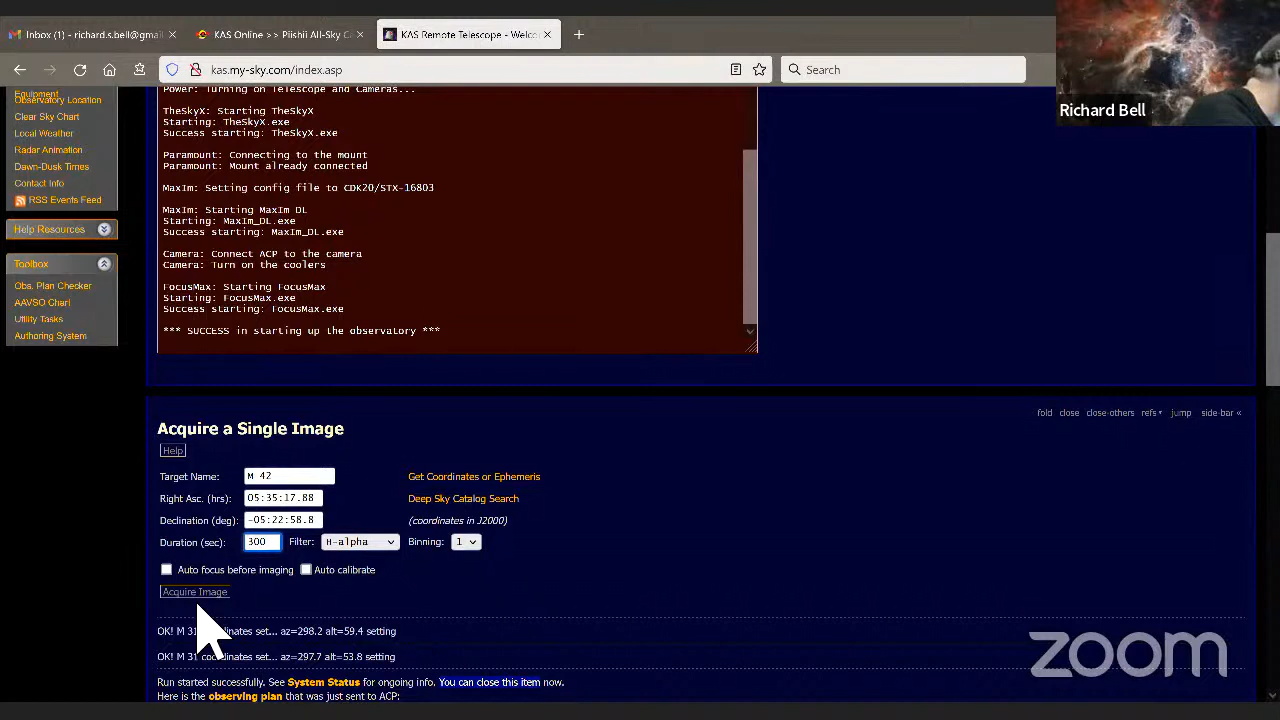 Inbox (1) - richard.s.bell@gmail
KAS Online >> Piishii All-Sky C
KAS Remote Telescope - Welco
kas.my-sky.com/index.asp
Search
Richard Bell
Equipment
Observatory Location
Clear Sky Chart
Local Weather
Radar Animation
Dawn-Dusk Times
Contact Info
RSS Events Feed
Help Resources
Toolbox
Obs. Plan Checker
AAVSO Chart
Utility Tasks
Authoring System
Power: Turning on Telescope and Cameras...
TheSkyX: Starting TheSkyX
Starting: TheSkyX.exe
Success starting: TheSkyX.exe
Paramount: Connecting to the mount
Paramount: Mount already connected
MaxIm: Setting config file to CDK20/STX-16803
MaxIm: Starting MaxIm DL
Starting: MaxIm_DL.exe
Success starting: MaxIm_DL.exe
Camera: Connect ACP to the camera
Camera: Turn on the coolers
FocusMax: Starting FocusMax
Starting: FocusMax.exe
Success starting: FocusMax.exe
*** SUCCESS in starting up the observatory ***
fold close close-others refs jump side-bar «
Acquire a Single Image
Help
Target Name: M 42 Get Coordinates or Ephemeris
Right Asc. (hrs): 05:35:17.88 Deep Sky Catalog Search
Declination (deg): -05:22:58.8 (coordinates in J2000)
Duration (sec): 300 Filter: H-alpha Binning: 1
Auto focus before imaging Auto calibrate
Acquire Image
OK! M 31 coordinates set... az=298.2 alt=59.4 setting
OK! M 31 coordinates set... az=297.7 alt=53.8 setting
Run started successfully. See System Status for ongoing info. You can close this item now.
Here is the observing plan that was just sent to ACP:
zoom